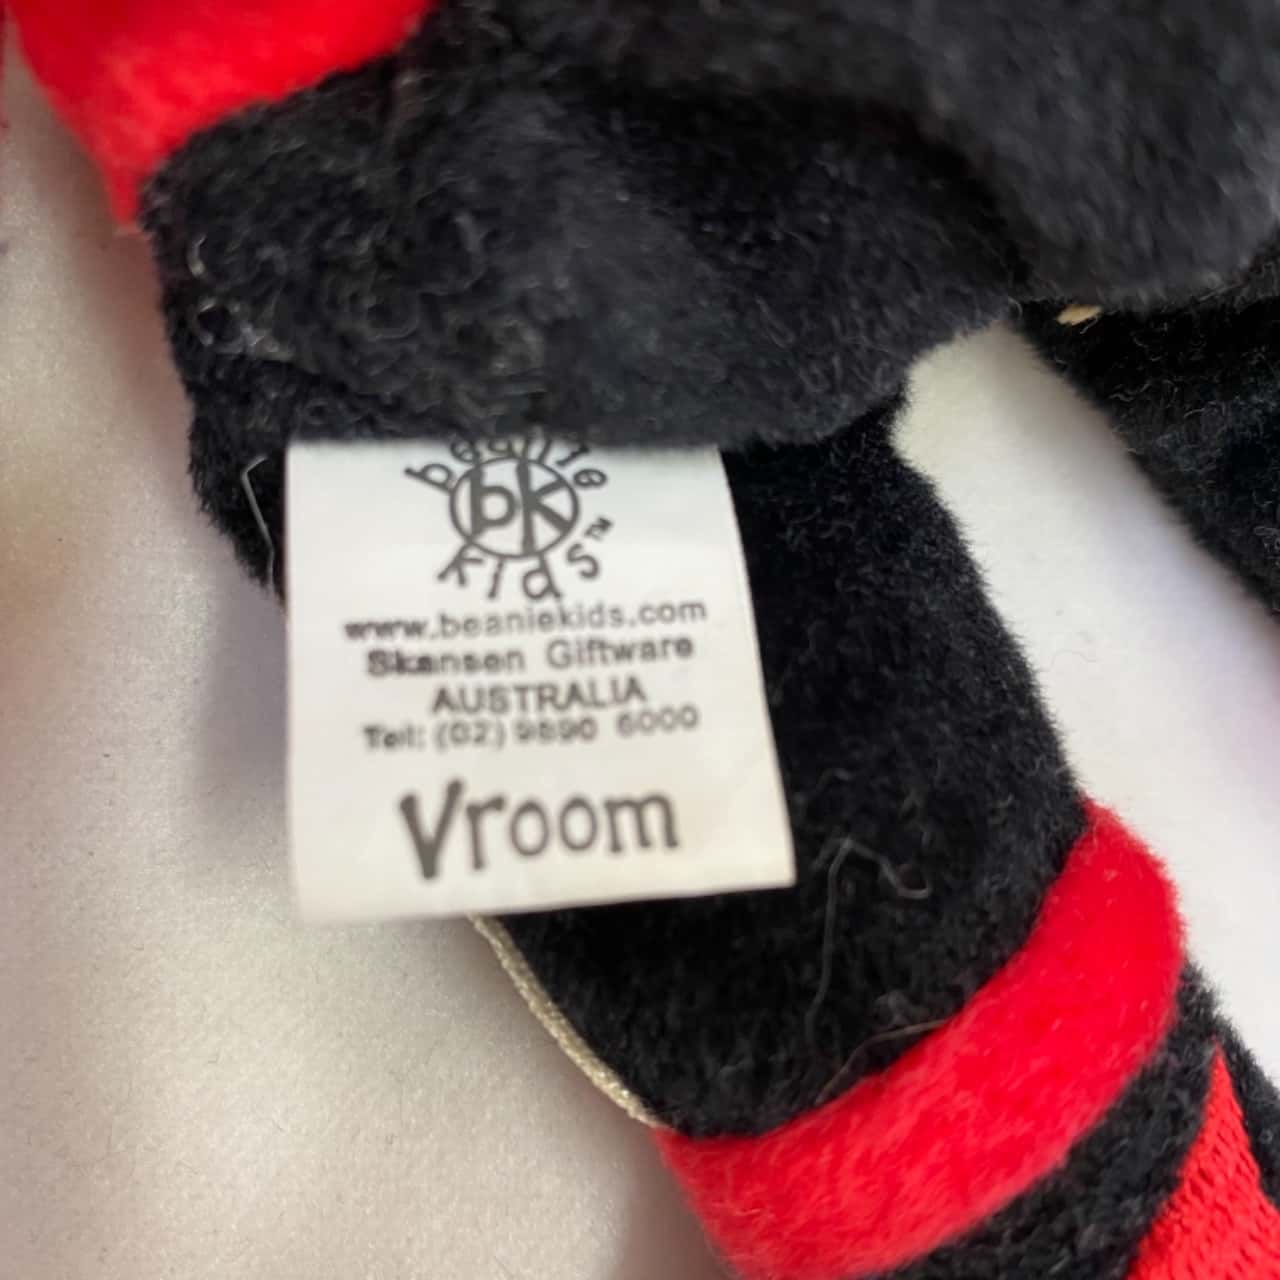 beanie
bk
kids™
www.beaniekids.com
Skansen Giftware
AUSTRALIA
Tel: (02) 9890 6000
Vroom